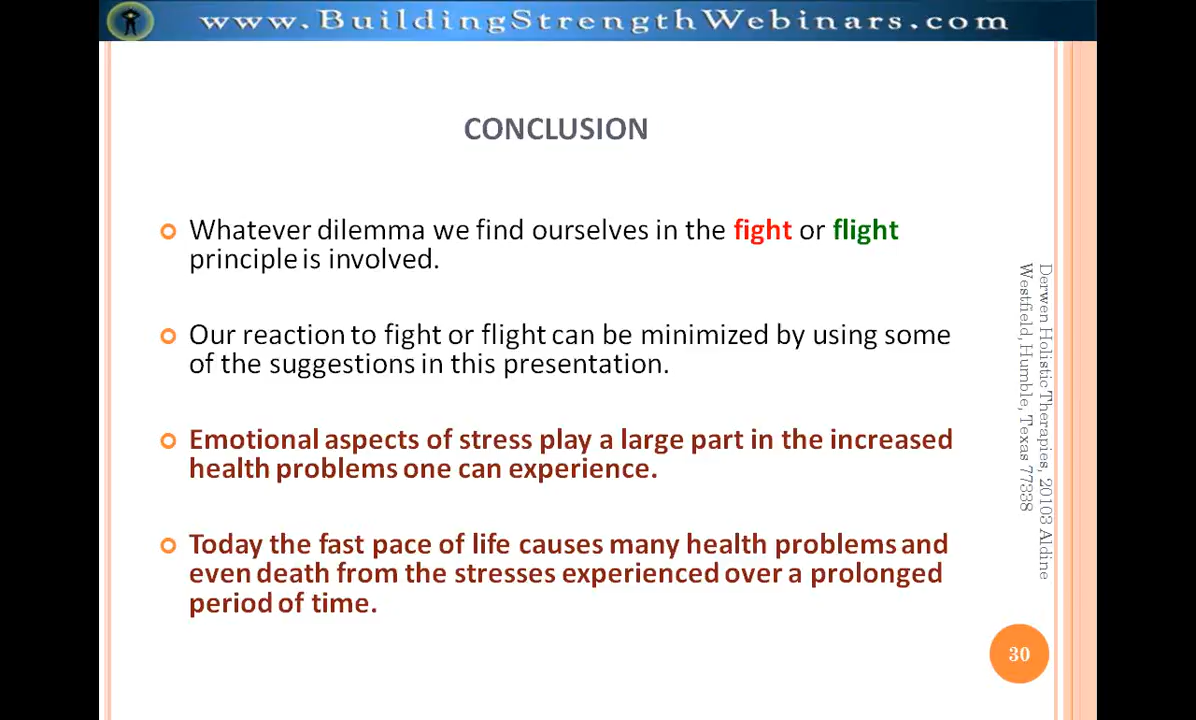 www.BuildingStrengthWebinars.com
CONCLUSION
Whatever dilemma we find ourselves in the fight or flight
principle is involved.
Our reaction to fight or flight can be minimized by using some
of the suggestions in this presentation.
Emotional aspects of stress play a large part in the increased
health problems one can experience.
Today the fast pace of life causes many health problems and
even death from the stresses experienced over a prolonged
period of time.
Derwen Holistic Therapies, 20103 Aldine
Westfield, Humble, Texas 77338
30